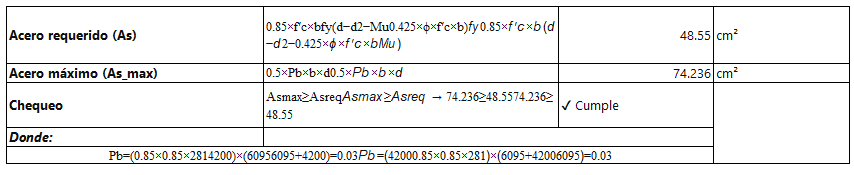 Acero requerido (As)
0.85×f′c×bfy(d−d2−Mu0.425×ϕ×f′c×b)fy0.85×f′c×b(d
−d2−0.425×ϕ×f′c×bMu)
48.55 cm²
Acero máximo (As_max)
0.5×Pb×b×d0.5×Pb×b×d
74.236 cm²
Chequeo
Asmax≥AsreqAsmax≥Asreq → 74.236≥48.5574.236≥
48.55
✓ Cumple
Donde:
Pb=(0.85×0.85×2814200)×(60956095+4200)=0.03Pb=(42000.85×0.85×281)×(6095+42006095)=0.03